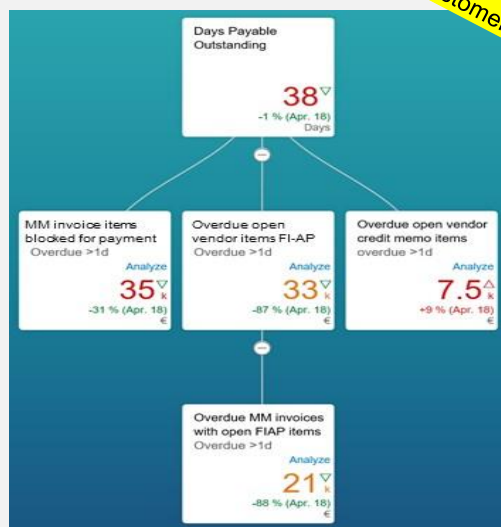 Days Payable
Outstanding
38
-1 % (Apr. 18)
Days
MM invoice items
blocked for payment
Overdue >1d
Analyze
35 k
-31 % (Apr. 18)
€
Overdue open
vendor items FI-AP
Overdue >1d
Analyze
33 k
-87 % (Apr. 18)
€
Overdue open vendor
credit memo items
overdue >1d
Analyze
7.5 k
+9 % (Apr. 18)
€
Overdue MM invoices
with open FIAP items
Overdue >1d
Analyze
21 k
-88 % (Apr. 18)
€